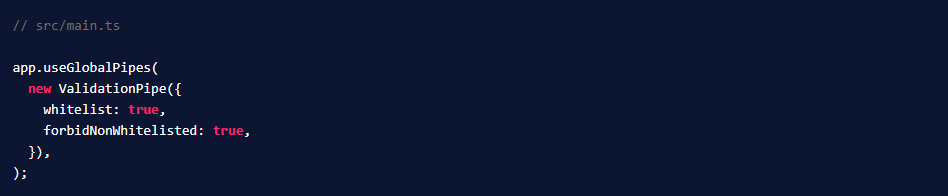 // src/main.ts
app.useGlobalPipes(
  new ValidationPipe({
    whitelist: true,
    forbidNonWhitelisted: true,
  }),
);